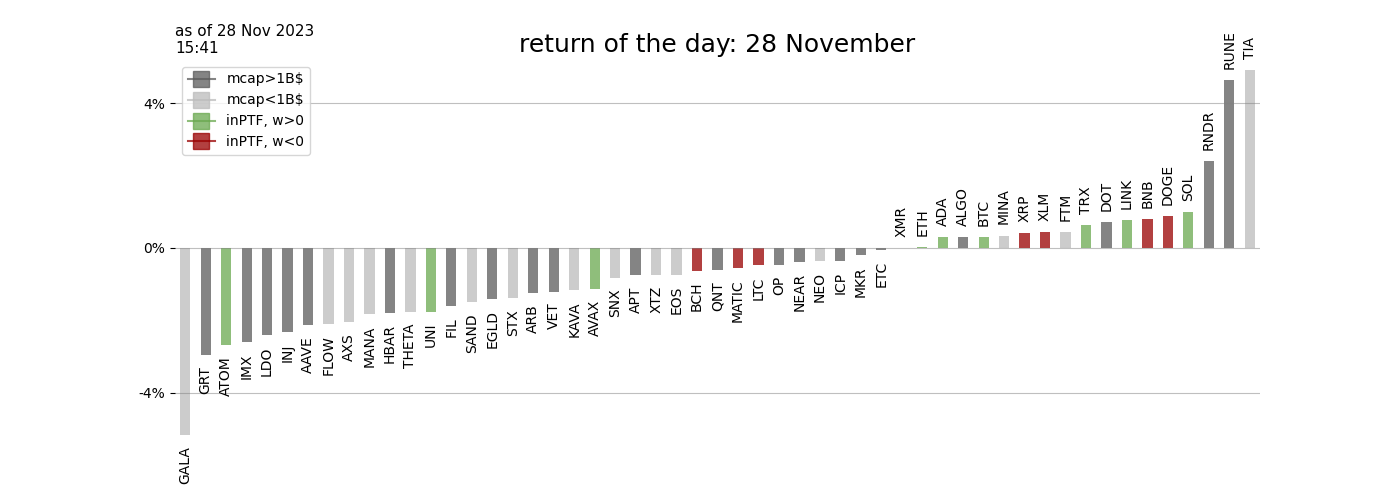 as of 28 Nov 2023
15:41
return of the day: 28 November
mcap>1B$
mcap<1B$
inPTF, w>0
inPTF, w<0
4%
0%
-4%
GALA
GRT
ATOM
IMX
LDO
INJ
AAVE
FLOW
AXS
MANA
HBAR
THETA
UNI
FIL
SAND
EGLD
STX
ARB
VET
KAVA
AVAX
SNX
APT
XTZ
EOS
BCH
QNT
MATIC
LTC
OP
NEAR
NEO
ICP
MKR
ETC
XMR
ETH
ADA
ALGO
BTC
MINA
XRP
XLM
FTM
TRX
DOT
LINK
BNB
DOGE
SOL
RNDR
RUNE
TIA